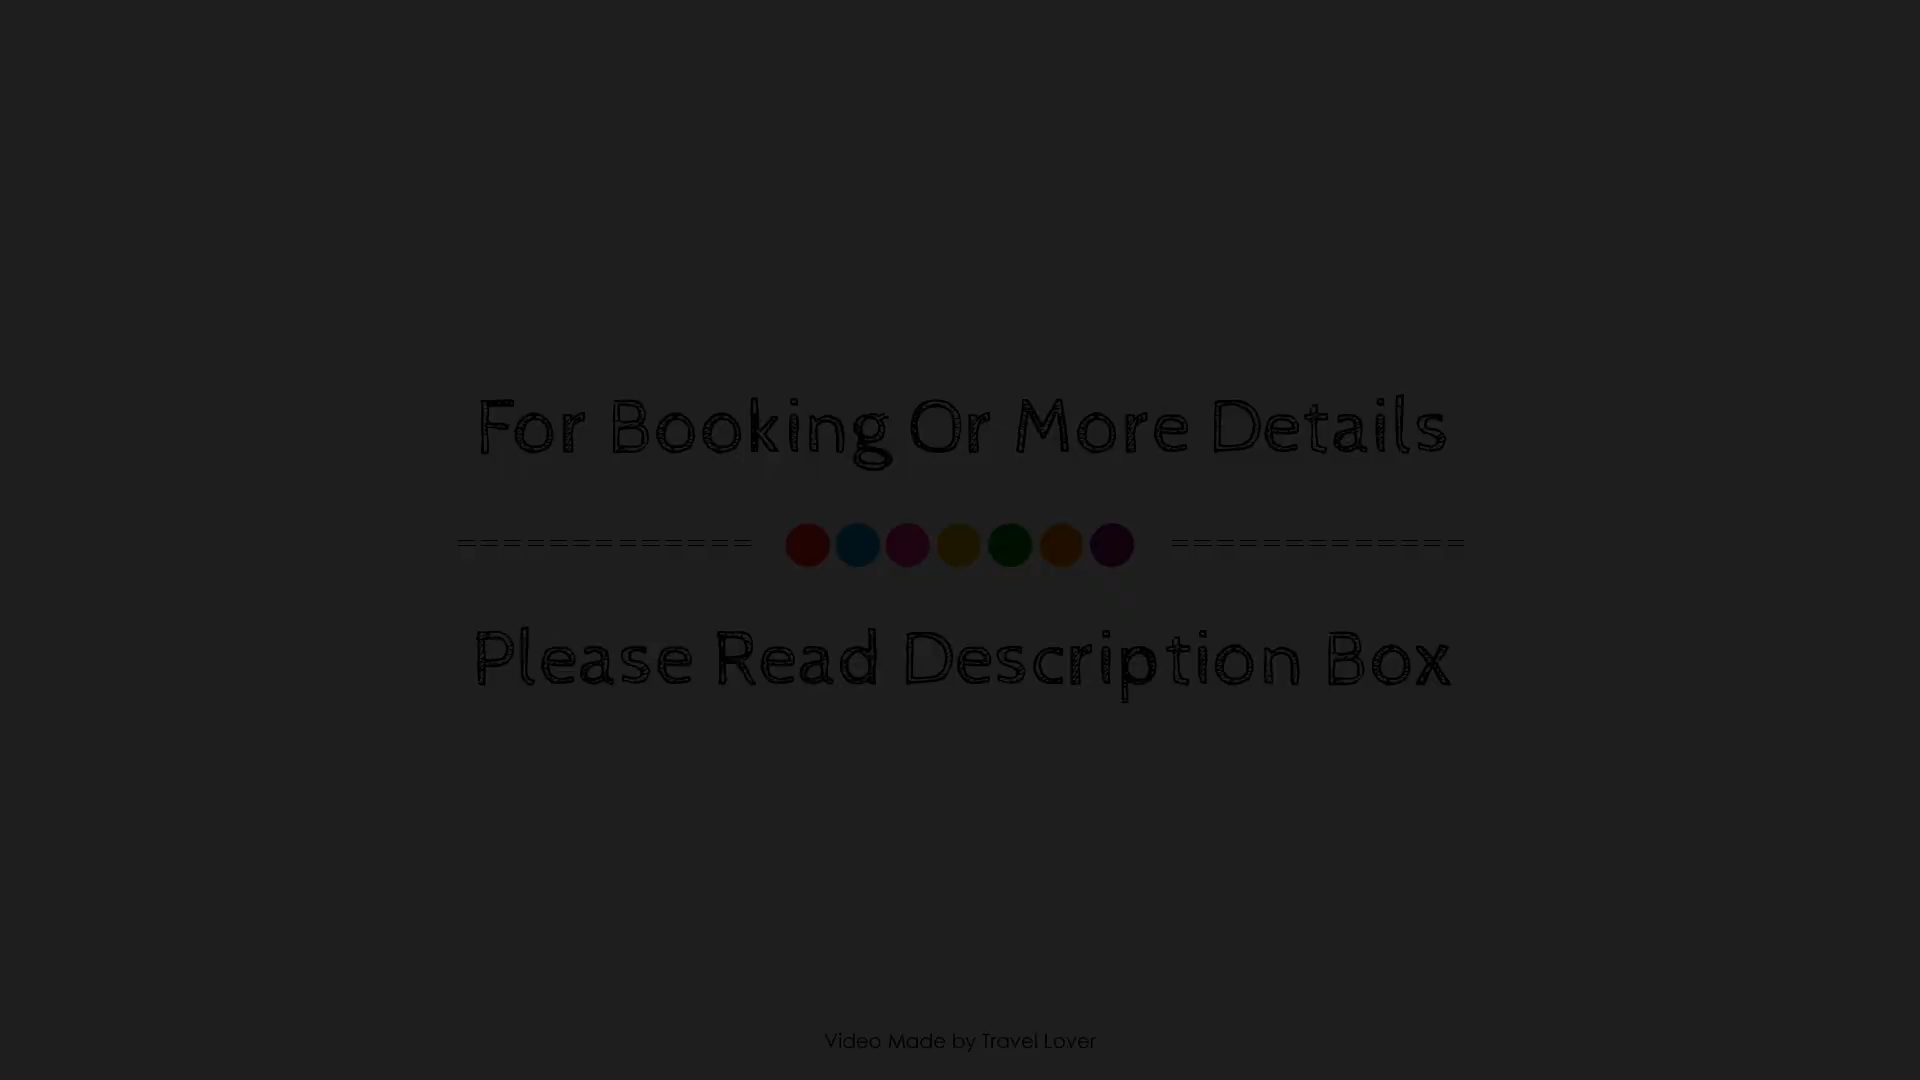 For Booking Or More Details
============= =============
Please Read Description Box
Video Made by Travel Lover